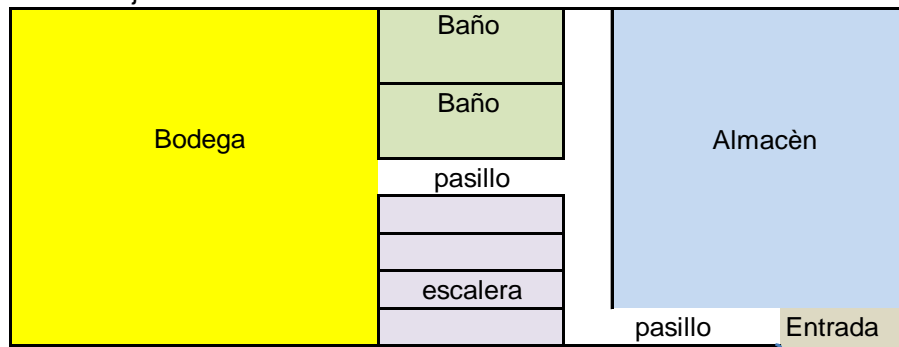 Baño
Baño
Bodega
Almacèn
pasillo
escalera
pasillo
Entrada